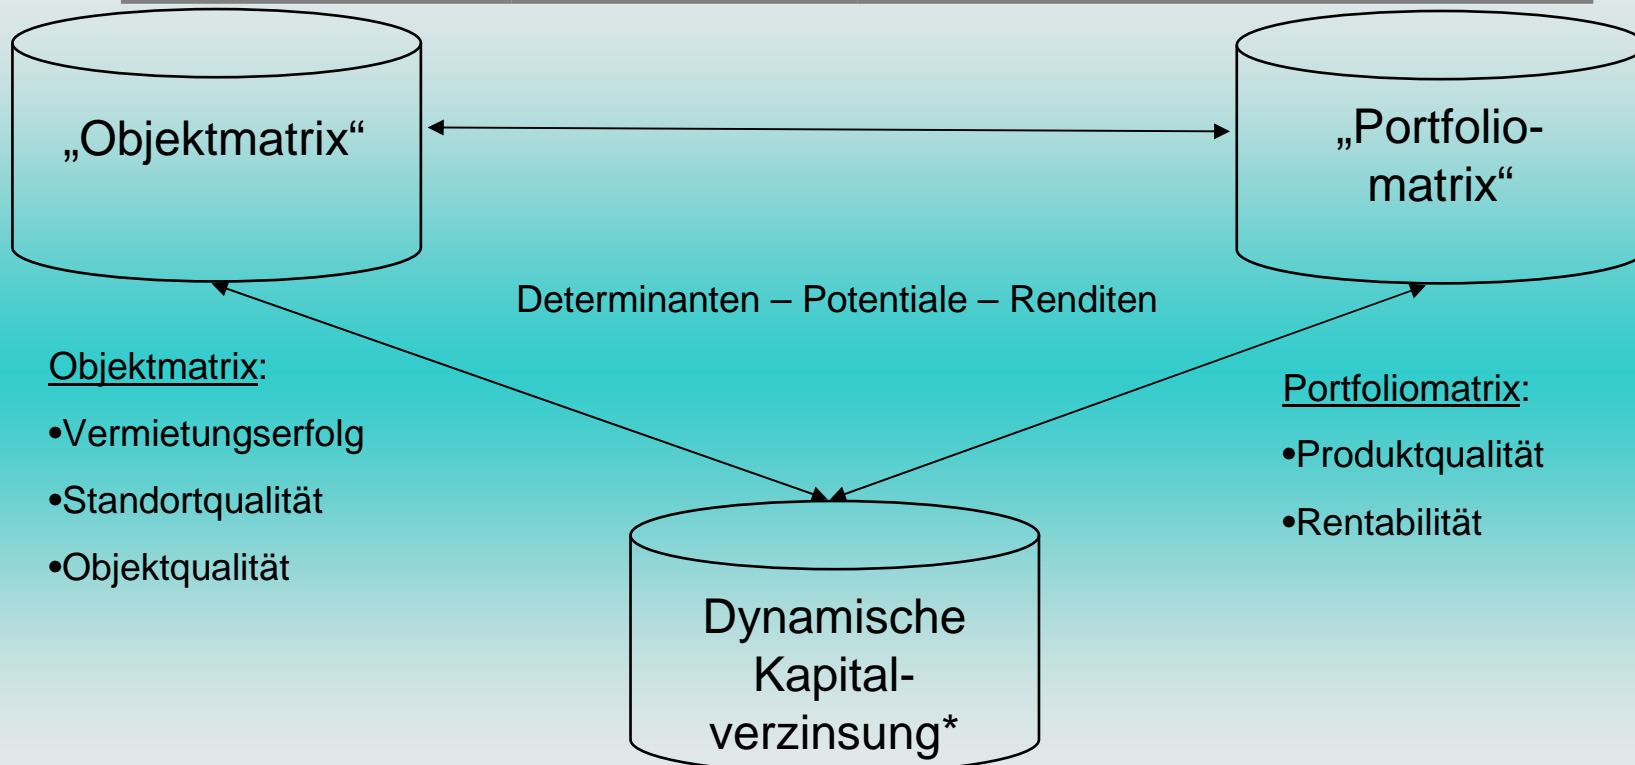 „Objektmatrix“
„Portfolio-
matrix“
Determinanten – Potentiale – Renditen
Objektmatrix:
•Vermietungserfolg
•Standortqualität
•Objektqualität
Portfoliomatrix:
•Produktqualität
•Rentabilität
Dynamische
Kapital-
verzinsung*